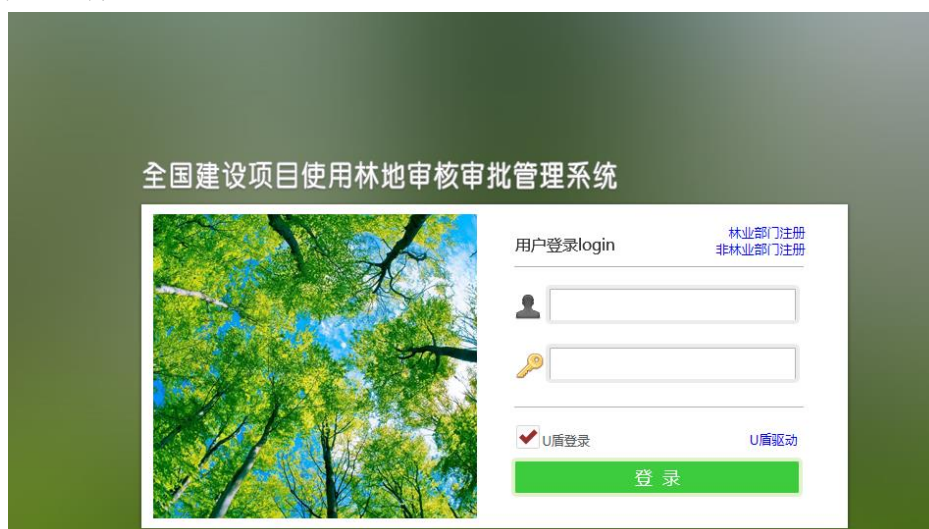 全国建设项目使用林地审核审批管理系统
用户登录login
林业部门注册
非林业部门注册
U盾登录
U盾驱动
登 录